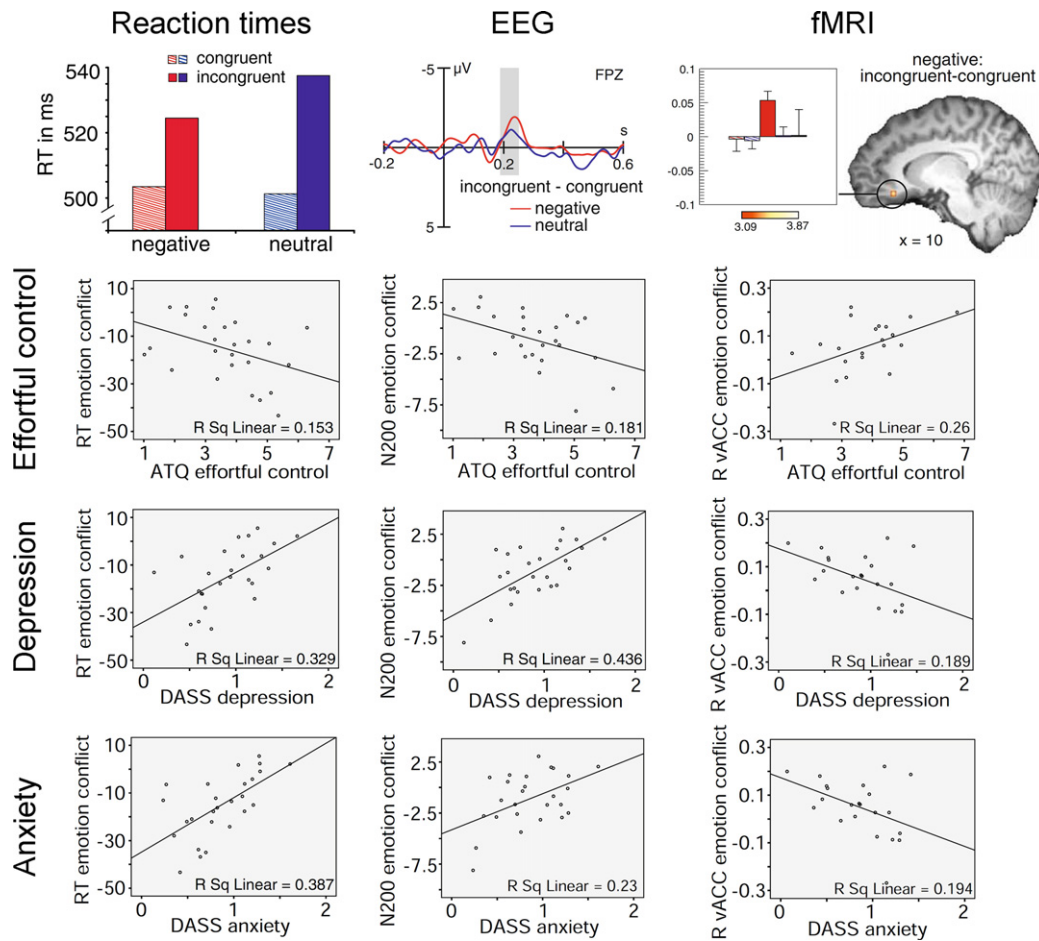 Reaction times
EEG
fMRI
congruent
incongruent
540
520
500
RT in ms
negative
neutral
-5
µV
FPZ
s
-0.2
0.2
0.6
incongruent - congruent
negative
neutral
5
0.1
0.05
0
-0.05
-0.1
3.09
3.87
negative:
incongruent-congruent
x = 10
Effortful control
RT emotion conflict
10
-10
-30
-50
R Sq Linear = 0.153
1 3 5 7
ATQ effortful control
N200 emotion conflict
2.5
-2.5
-7.5
R Sq Linear = 0.181
1 2 3 4 5 6 7
ATQ effortful control
R vACC emotion conflict
0.3
0.1
-0.1
-0.3
R Sq Linear = 0.26
1 2 3 4 5 6 7
ATQ effortful control
Depression
RT emotion conflict
10
-10
-30
-50
R Sq Linear = 0.329
0 1 2
DASS depression
N200 emotion conflict
2.5
-2.5
-7.5
R Sq Linear = 0.436
0 1 2
DASS depression
R vACC emotion conflict
0.3
0.1
-0.1
-0.3
R Sq Linear = 0.189
0 1 2
DASS depression
Anxiety
RT emotion conflict
10
-10
-30
-50
R Sq Linear = 0.387
0 1 2
DASS anxiety
N200 emotion conflict
2.5
-2.5
-7.5
R Sq Linear = 0.23
0 1 2
DASS anxiety
R vACC emotion conflict
0.3
0.1
-0.1
-0.3
R Sq Linear = 0.194
0 1 2
DASS anxiety